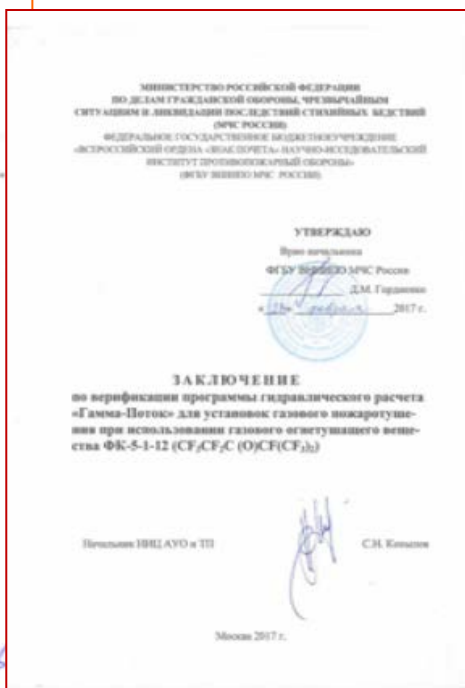 МИНИСТЕРСТВО РОССИЙСКОЙ ФЕДЕРАЦИИ
ПО ДЕЛАМ ГРАЖДАНСКОЙ ОБОРОНЫ, ЧРЕЗВЫЧАЙНЫМ
СИТУАЦИЯМ И ЛИКВИДАЦИИ ПОСЛЕДСТВИЙ СТИХИЙНЫХ БЕДСТВИЙ
(МЧС РОССИИ)
ФЕДЕРАЛЬНОЕ ГОСУДАРСТВЕННОЕ БЮДЖЕТНОЕ УЧРЕЖДЕНИЕ
«ВСЕРОССИЙСКИЙ ОРДЕНА «ЗНАК ПОЧЕТА» НАУЧНО-ИССЛЕДОВАТЕЛЬСКИЙ
ИНСТИТУТ ПРОТИВОПОЖАРНОЙ ОБОРОНЫ»
(ФГБУ ВНИИПО МЧС РОССИИ)
УТВЕРЖДАЮ
Врио начальника
ФГБУ ВНИИПО МЧС России
Д.М. Гордиенко
февраля 2017 г.
ЗАКЛЮЧЕНИЕ
по верификации программы гидравлического расчета
«Гамма-Поток» для установок газового пожаротуше-
ния при использовании газового огнетушащего веще-
ства ФК-5-1-12 (CF₃CF₂C (O)CF(CF₃)₂)
Начальник НИЦ АУО и ТП С.Н. Копылов
Москва 2017 г.